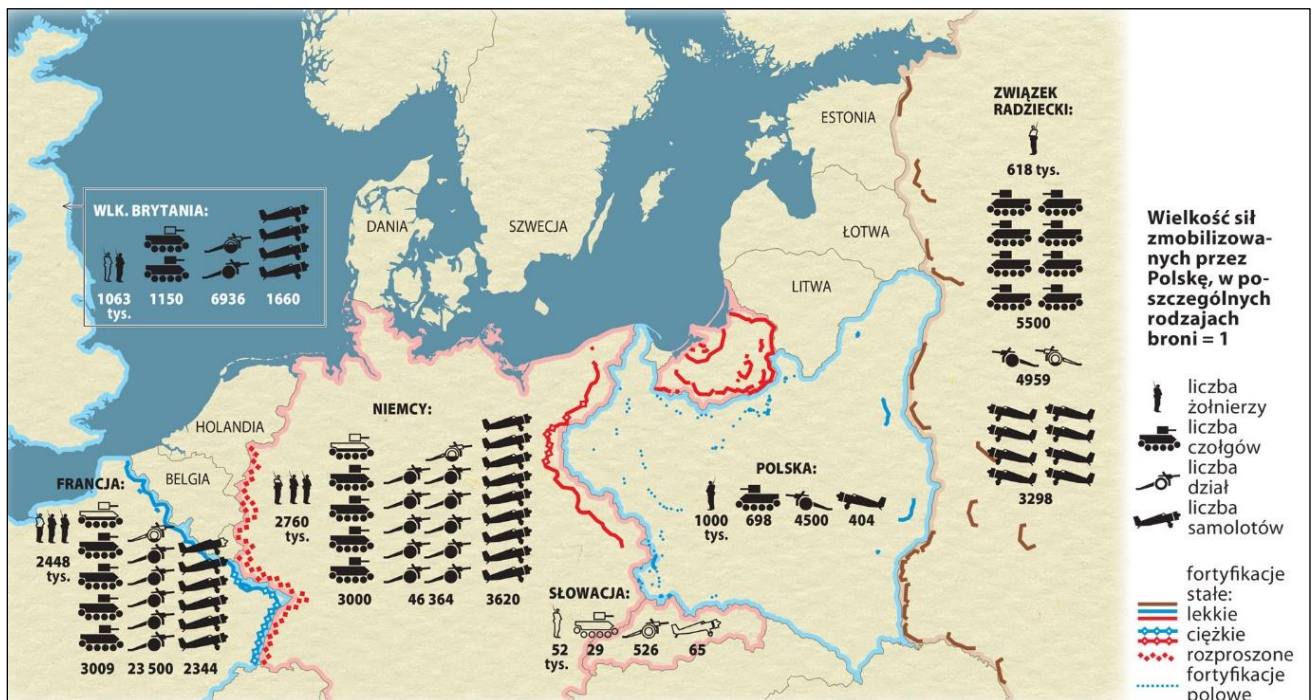 WLK. BRYTANIA:
1063
tys.
1150
6936
1660
DANIA
SZWECJA
ESTONIA
ŁOTWA
LITWA
ZWIĄZEK
RADZIECKI:
618 tys.
5500
4959
3298
HOLANDIA
BELGIA
FRANCJA:
2448
tys.
3009
23 500
2344
NIEMCY:
2760
tys.
3000
46 364
3620
POLSKA:
1000
tys.
698
4500
404
SŁOWACJA:
52
tys.
29
526
65
Wielkość sił
zmobilizowa-
nych przez
Polskę, w po-
szczególnych
rodzajach
broni = 1
liczba
żołnierzy
liczba
czołgów
liczba
dział
liczba
samolotów
fortyfikacje
stałe:
lekkie
ciężkie
rozproszone
fortyfikacje
polowe